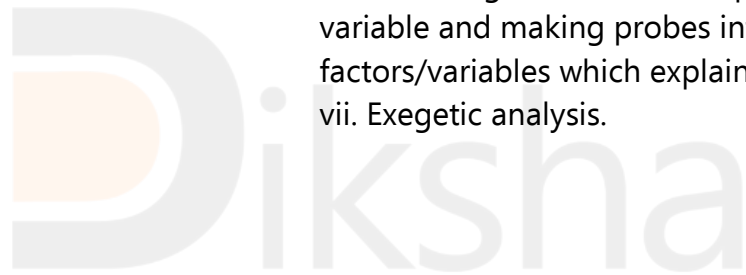 variable and making probes in
factors/variables which explain
vii. Exegetic analysis.
Diksha